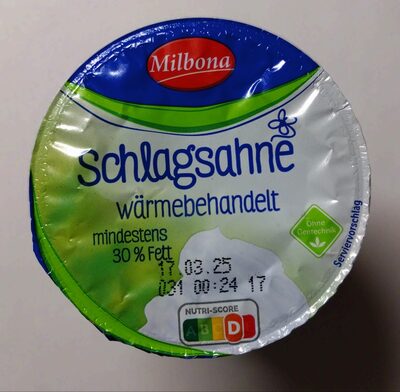 Milbona
Schlagsahne
wärmebehandelt
mindestens
30 % Fett
Ohne
Gentechnik
Serviervorschlag
17.03.25
031 00:24 17
NUTRI-SCORE
A B C D E